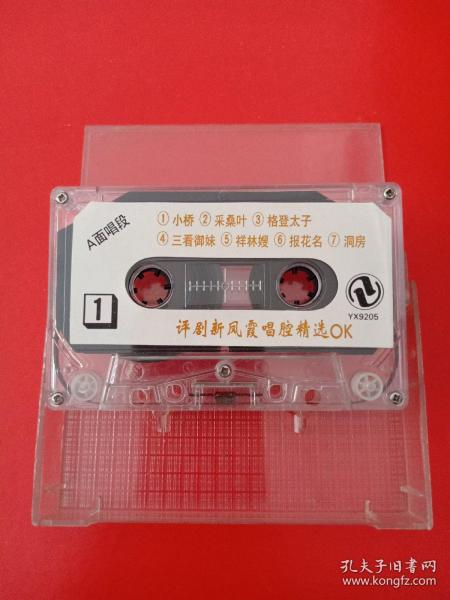 A面唱段
①小桥 ②采桑叶 ③格登太子
④三看御妹 ⑤祥林嫂 ⑥报花名 ⑦洞房
1
YX9205
评剧新凤霞唱腔精选OK
孔夫子旧书网
www.kongfz.com